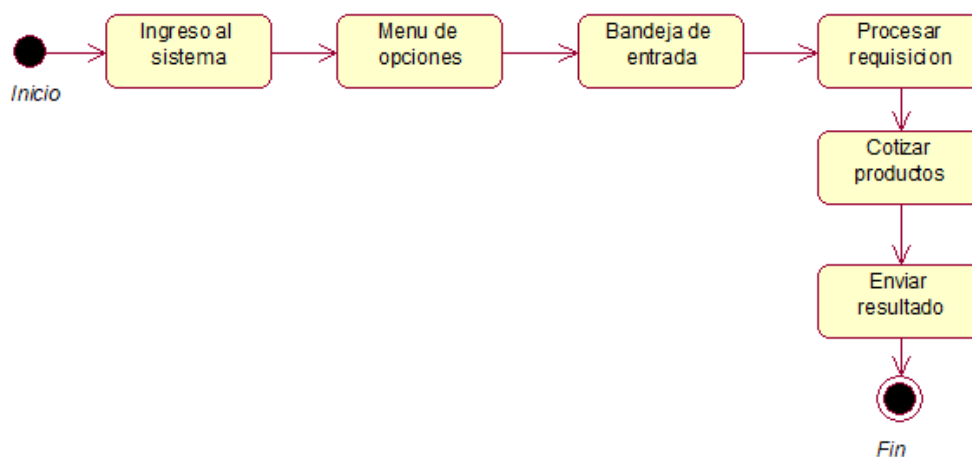 Ingreso al
sistema
Menu de
opciones
Bandeja de
entrada
Procesar
requisicion
Inicio
Cotizar
productos
Enviar
resultado
Fin